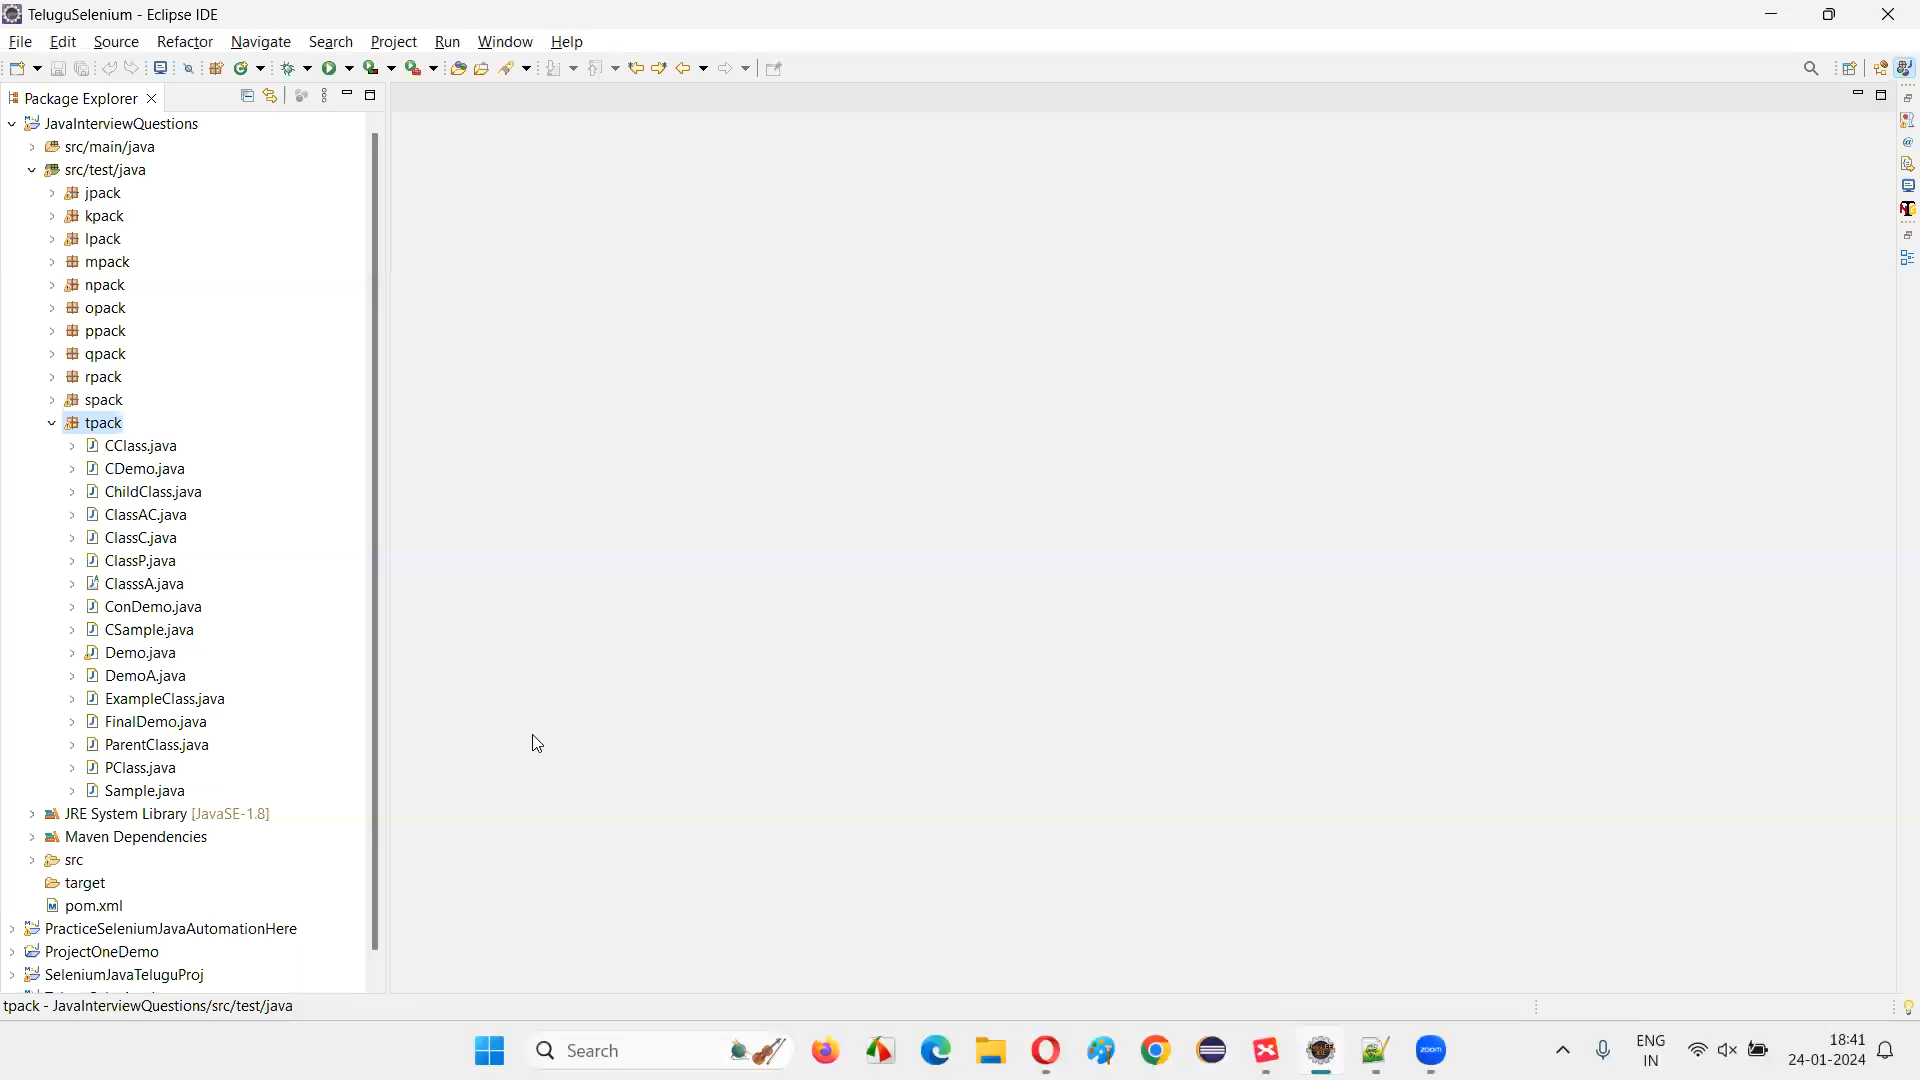 TeluguSelenium - Eclipse IDE
File Edit Source Refactor Navigate Search Project Run Window Help
Package Explorer
JavaInterviewQuestions
src/main/java
src/test/java
jpack
kpack
lpack
mpack
npack
opack
ppack
qpack
rpack
spack
tpack
CClass.java
CDemo.java
ChildClass.java
ClassAC.java
ClassC.java
ClassP.java
ClasssA.java
ConDemo.java
CSample.java
Demo.java
DemoA.java
ExampleClass.java
FinalDemo.java
ParentClass.java
PClass.java
Sample.java
JRE System Library [JavaSE-1.8]
Maven Dependencies
src
target
pom.xml
PracticeSeleniumJavaAutomationHere
ProjectOneDemo
SeleniumJavaTeluguProj
tpack - JavaInterviewQuestions/src/test/java
Search
zoom
ENG
IN
18:41
24-01-2024